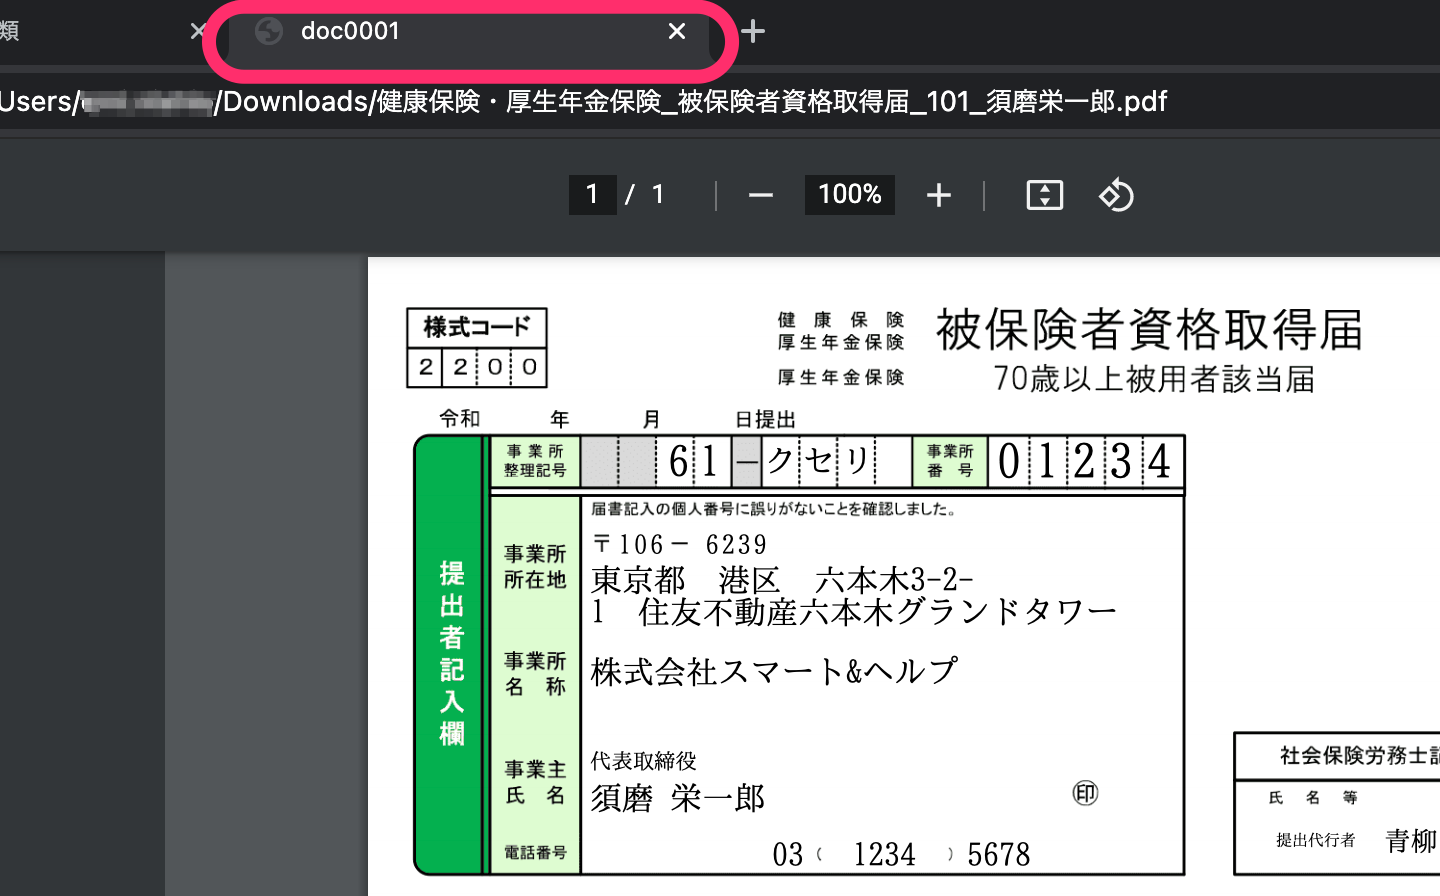 類
doc0001
Users/
/Downloads/健康保険・厚生年金保険_被保険者資格取得届_101_須磨栄一郎.pdf
1 / 1
100%
様式コード
2 2 0 0
健康保険
厚生年金保険
被保険者資格取得届
厚生年金保険
70歳以上被用者該当届
令和 年 月 日提出
提出者記入欄
事業所
整理記号
61-クセリ
事業所
番号
01234
届書記入の個人番号に誤りがないことを確認しました。
事業所
所在地
〒106- 6239
東京都 港区 六本木3-2-
1 住友不動産六本木グランドタワー
事業所
名称
株式会社スマート&ヘルプ
事業主
氏名
代表取締役
須磨 栄一郎
㊞
電話番号
03 ( 1234 ) 5678
社会保険労務士記
氏名等
提出代行者
青柳